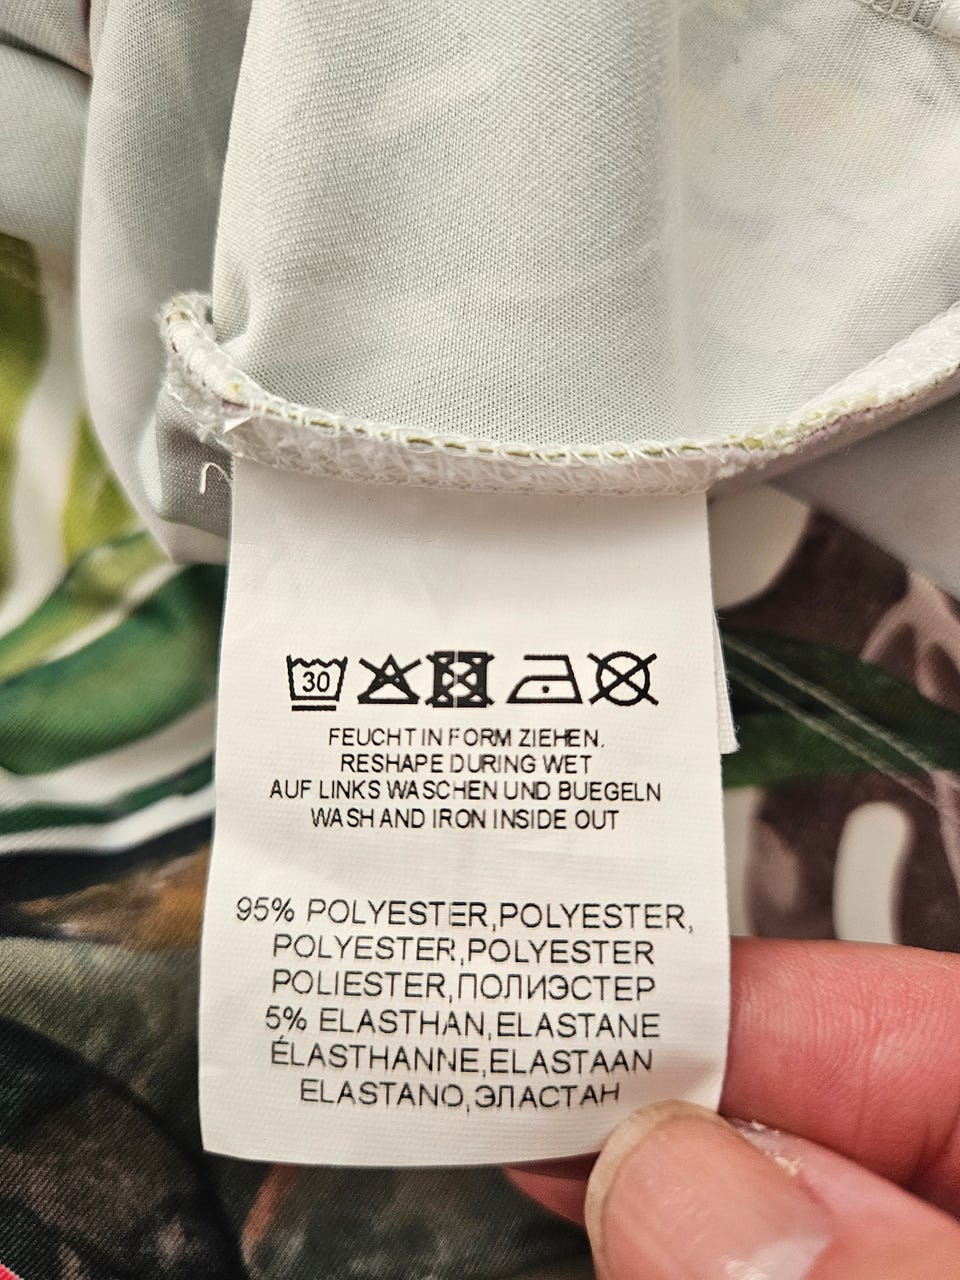 30
FEUCHT IN FORM ZIEHEN.
RESHAPE DURING WET
AUF LINKS WASCHEN UND BUEGELN
WASH AND IRON INSIDE OUT
95% POLYESTER,POLYESTER,
POLYESTER,POLYESTER
POLIESTER,ПОЛИЭСТЕР
5% ELASTHAN,ELASTANE
ÉLASTHANNE,ELASTAAN
ELASTANO,ЭЛАСТАН